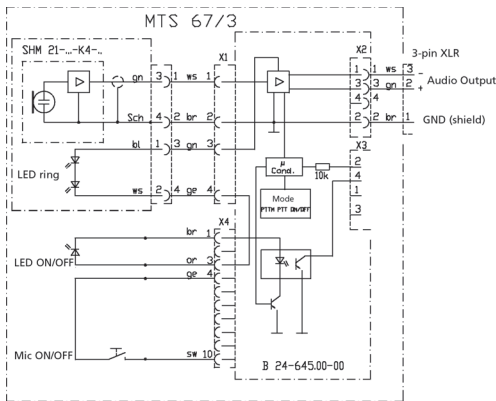 MTS 67/3
SHM 21-...-K4-..
X1
X2
3-pin XLR
gn 3 1 ws 1
1 1 ws 3 -
3 3 gn 2 +
Audio Output
4 4
Sch 4 2 br 2
2 2 br 1
GND (shield)
bl 1 3 gn 3
X3
LED ring
µ
Cond.
10k
2
4
1
3
ws 2 4 ge 4
Mode
PTTM PTT ON/OFF
X4
br 1
LED ON/OFF
or 3
ge 4
Mic ON/OFF
sw 10
B 24-645.00-00